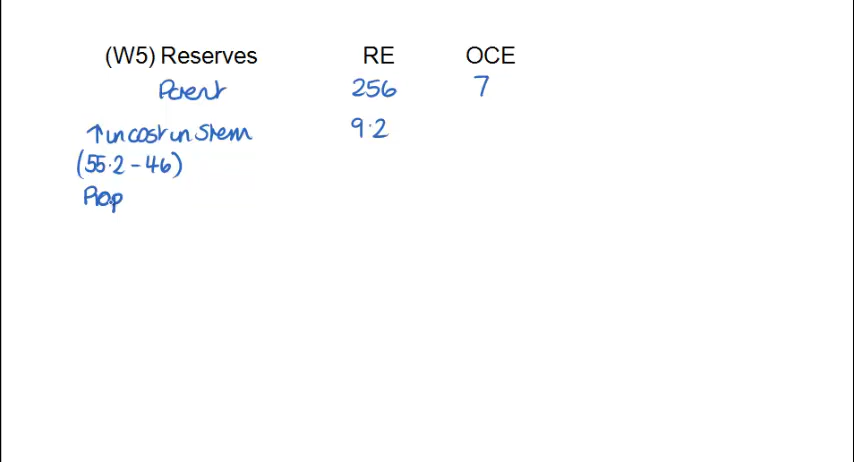 (W5) Reserves RE OCE
Parent 256 7
↑ in cost in Stem 9.2
(55.2 - 46)
Prop